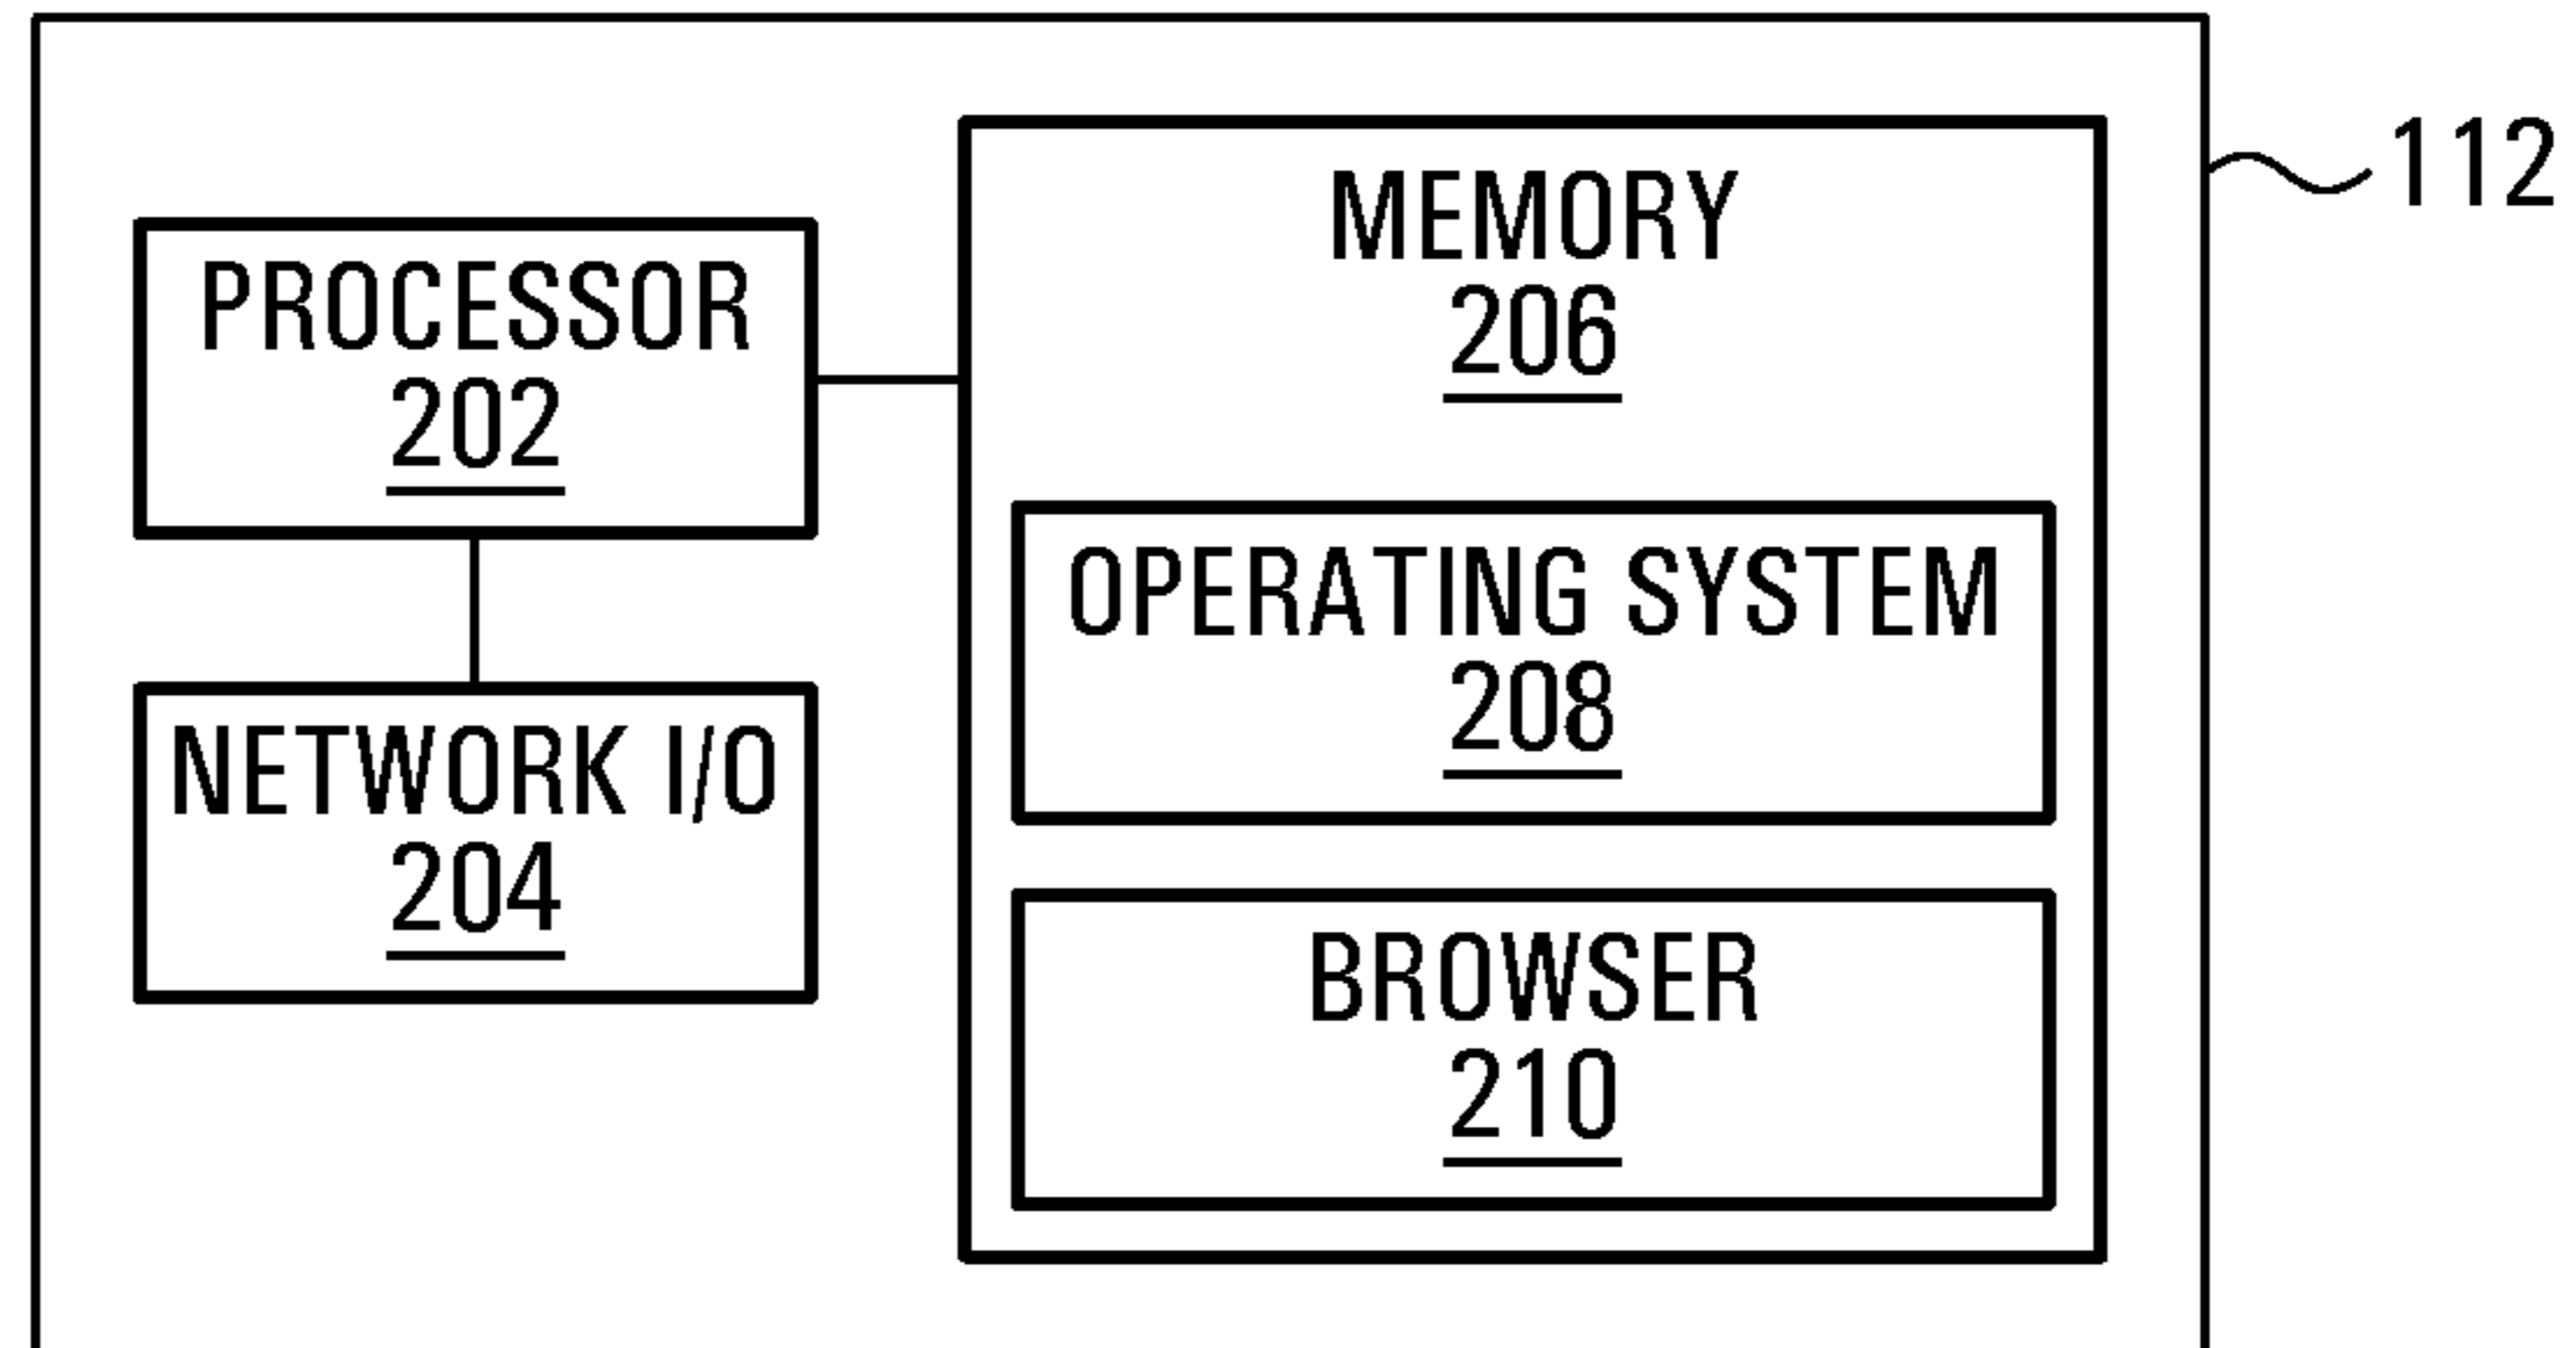 112
PROCESSOR
202
NETWORK I/O
204
MEMORY
206
OPERATING SYSTEM
208
BROWSER
210